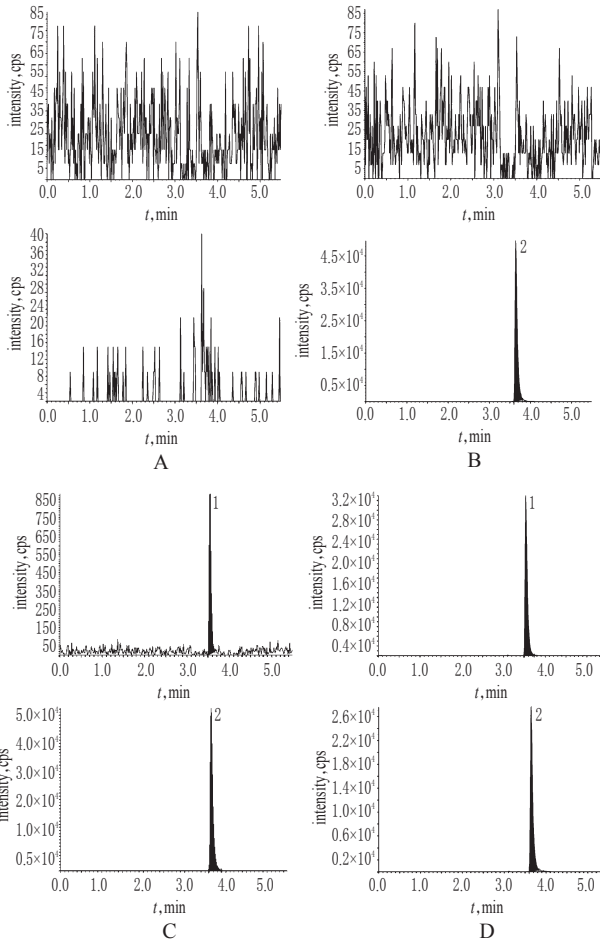 85
75
65
55
45
35
25
15
5
intensity, cps
0.0 1.0 2.0 3.0 4.0 5.0
t, min
85
75
65
55
45
35
25
15
5
intensity, cps
0.0 1.0 2.0 3.0 4.0 5.0
t, min
40
36
32
28
24
20
16
12
8
4
intensity, cps
0.0 1.0 2.0 3.0 4.0 5.0
t, min
A
4.5×10⁴
3.5×10⁴
2.5×10⁴
1.5×10⁴
0.5×10⁴
intensity, cps
2
0.0 1.0 2.0 3.0 4.0 5.0
t, min
B
850
750
650
550
450
350
250
150
50
intensity, cps
1
0.0 1.0 2.0 3.0 4.0 5.0
t, min
3.2×10⁴
2.8×10⁴
2.4×10⁴
2.0×10⁴
1.6×10⁴
1.2×10⁴
0.8×10⁴
0.4×10⁴
intensity, cps
1
0.0 1.0 2.0 3.0 4.0 5.0
t, min
5.0×10⁴
4.0×10⁴
3.0×10⁴
2.0×10⁴
1.0×10⁴
0.5×10⁴
intensity, cps
2
0.0 1.0 2.0 3.0 4.0 5.0
t, min
C
2.6×10⁴
2.2×10⁴
1.8×10⁴
1.4×10⁴
1.0×10⁴
0.6×10⁴
0.2×10⁴
intensity, cps
2
0.0 1.0 2.0 3.0 4.0 5.0
t, min
D